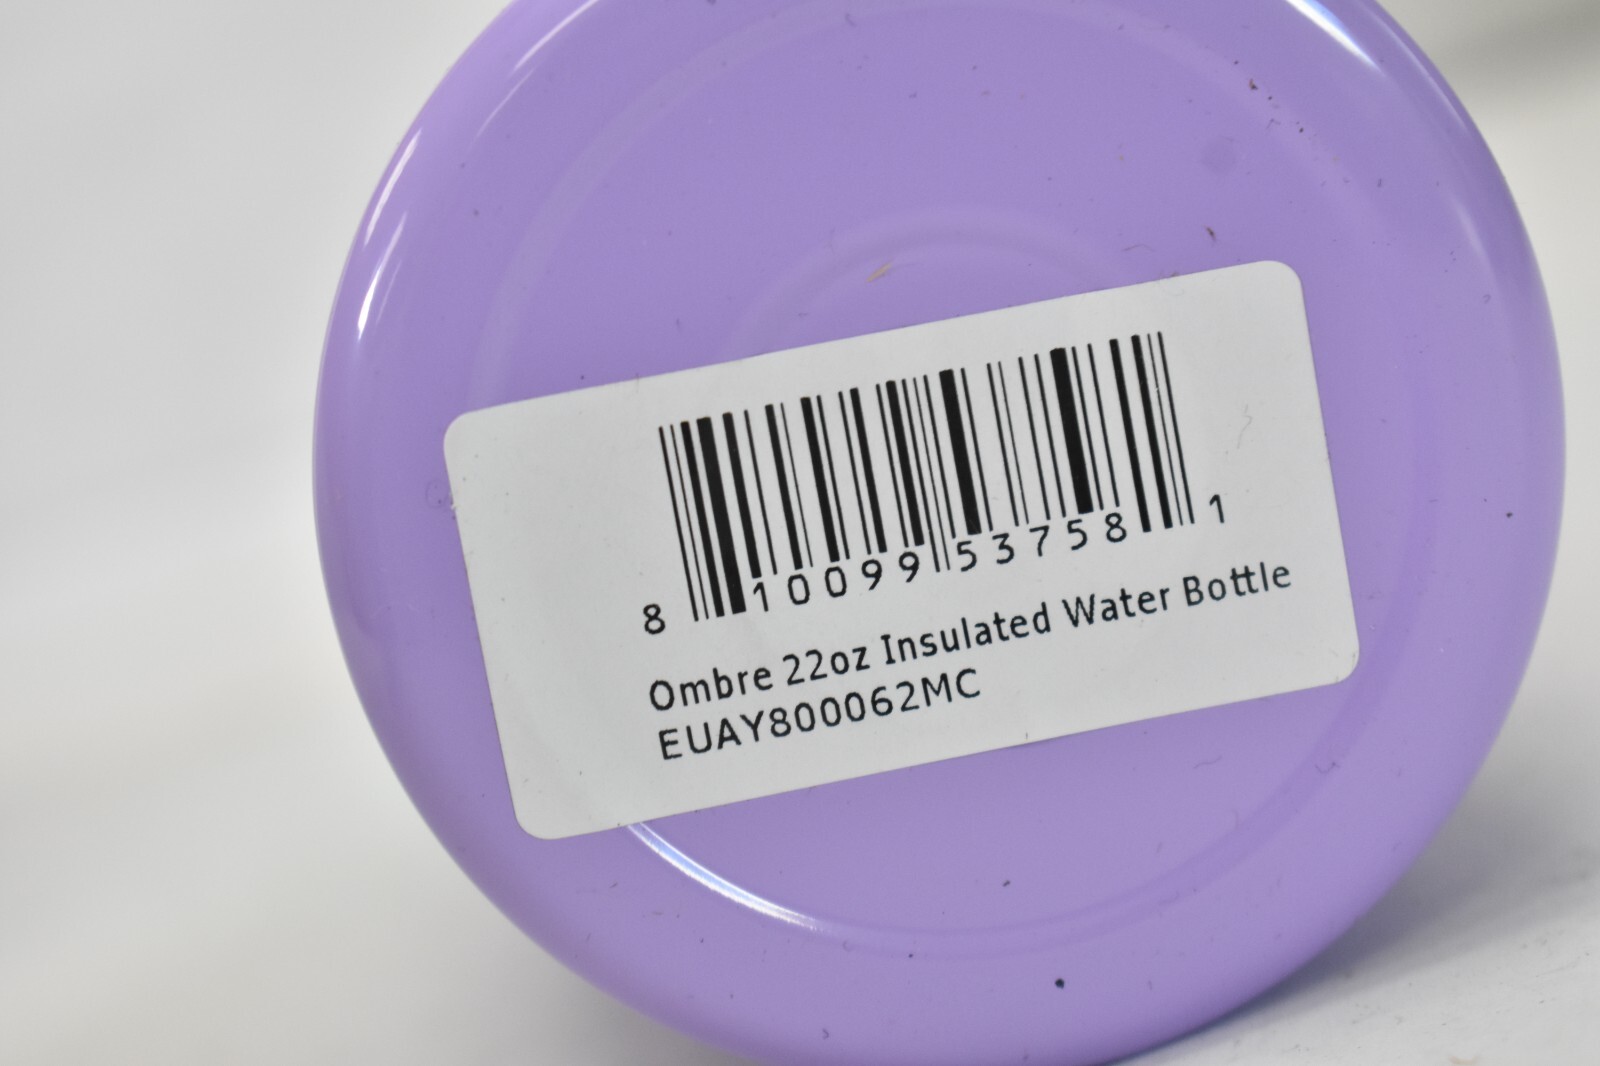 8 10099 53758 1
Ombre 22oz Insulated Water Bottle
EUAY800062MC